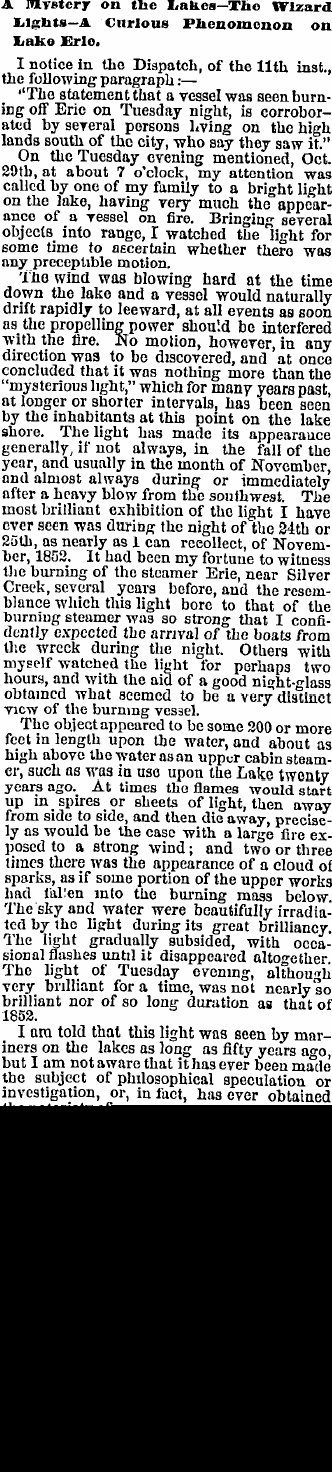 A Mystery on the Lakes—The Wizard
Lights—A Curious Phenomenon on
Lake Erie.
I notice in the Dispatch, of the 11th inst.,
the following paragraph:—
"The statement that a vessel was seen burn-
ing off Erie on Tuesday night, is corrobor-
ated by several persons living on the high
lands south of the city, who say they saw it."
On the Tuesday evening mentioned, Oct.
29th, at about 7 o'clock, my attention was
called by one of my family to a bright light
on the lake, having very much the appear-
ance of a vessel on fire. Bringing several
objects into range, I watched the light for
some time to ascertain whether there was
any preceptible motion.
The wind was blowing hard at the time
down the lake and a vessel would naturally
drift rapidly to leeward, at all events as soon
as the propelling power should be interfered
with the fire. No motion, however, in any
direction was to be discovered, and at once
concluded that it was nothing more than the
"mysterious light," which for many years past,
at longer or shorter intervals, has been seen
by the inhabitants at this point on the lake
shore. The light has made its appearance
generally, if not always, in the fall of the
year, and usually in the month of November,
and almost always during or immediately
after a heavy blow from the southwest. The
most brilliant exhibition of the light I have
ever seen was during the night of the 24th or
25th, as nearly as I can recollect, of Novem-
ber, 1852. It had been my fortune to witness
the burning of the steamer Erie, near Silver
Creek, several years before, and the resem-
blance which this light bore to that of the
burning steamer was so strong that I confi-
dently expected the arrival of the boats from
the wreck during the night. Others with
myself watched the light for perhaps two
hours, and with the aid of a good night-glass
obtained what seemed to be a very distinct
view of the burning vessel.
The object appeared to be some 200 or more
feet in length upon the water, and about as
high above the water as an upper cabin steam-
er, such as was in use upon the Lake twenty
years ago. At times the flames would start
up in spires or sheets of light, then away
from side to side, and then die away, precise-
ly as would be the case with a large fire ex-
posed to a strong wind; and two or three
times there was the appearance of a cloud of
sparks, as if some portion of the upper works
had fallen into the burning mass below.
The sky and water were beautifully irradia-
ted by the light during its great brilliancy.
The light gradually subsided, with occa-
sional flashes until it disappeared altogether.
The light of Tuesday evening, although
very brilliant for a time, was not nearly so
brilliant nor of so long duration as that of
1852.
I am told that this light was seen by mar-
iners on the lakes as long as fifty years ago,
but I am not aware that it has ever been made
the subject of philosophical speculation or
investigation, or, in fact, has ever obtained